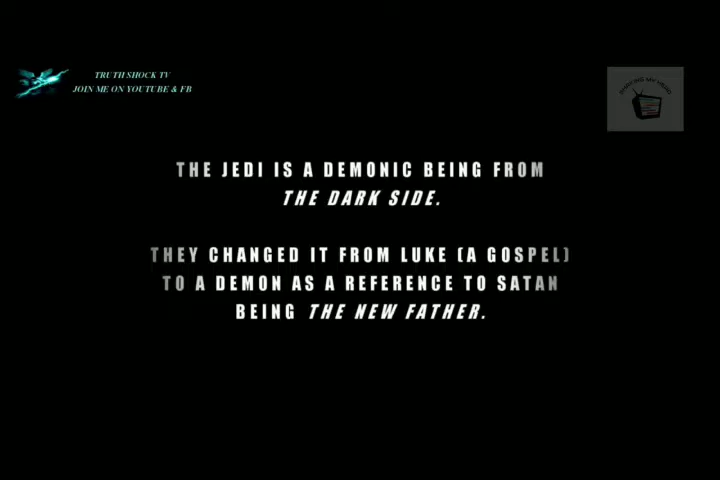 TRUTH SHOCK TV
JOIN ME ON YOUTUBE & FB
THE JEDI IS A DEMONIC BEING FROM
THE DARK SIDE.
THEY CHANGED IT FROM LUKE (A GOSPEL)
TO A DEMON AS A REFERENCE TO SATAN
BEING THE NEW FATHER.